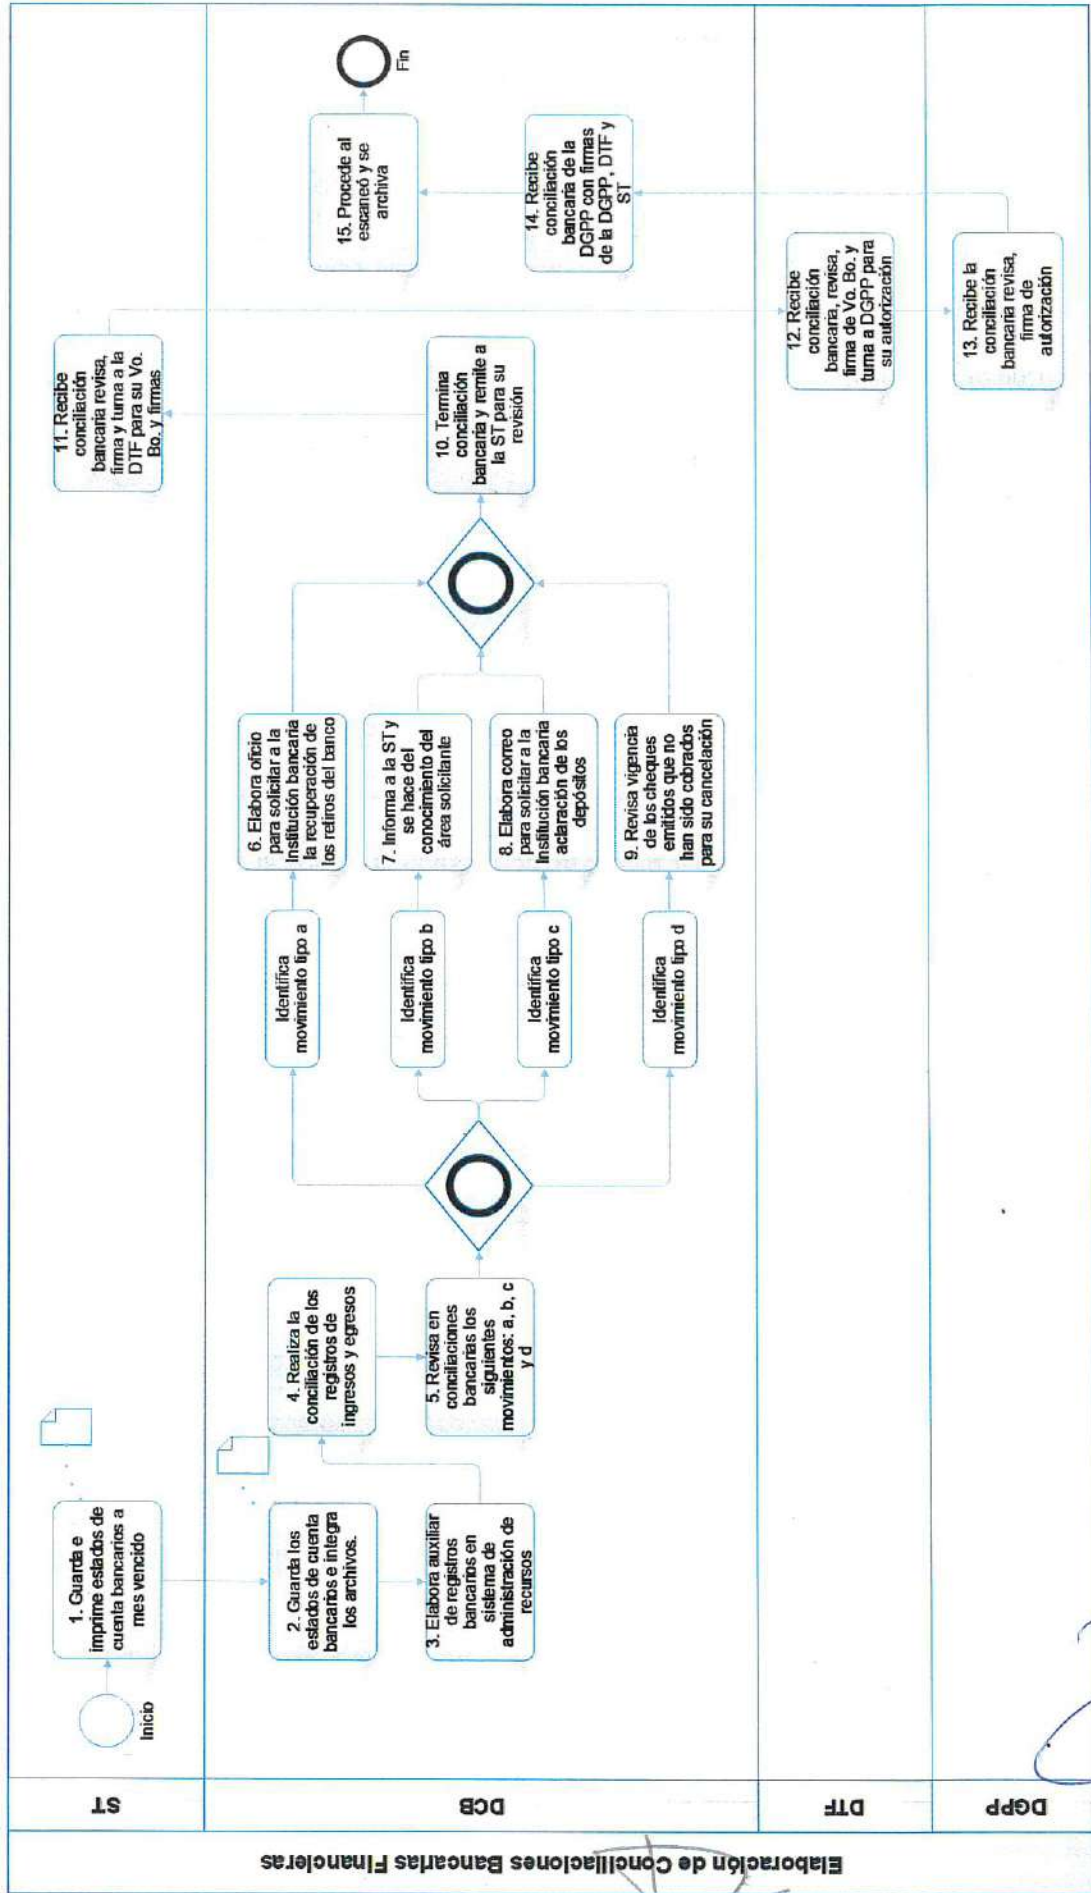 Elaboración de Conciliaciones Bancarias Financieras
ST
DCB
DTF
DGPP
Inicio
1. Guarda e
imprime estados de
cuenta bancarios a
mes vencido
2. Guarda los
estados de cuenta
bancarios e integra
los archivos.
3. Elabora auxiliar
de registros
bancarios en
sistema de
administración de
recursos
4. Realiza la
conciliación de los
registros de
ingresos y egresos
5. Revisa en
conciliaciones
bancarias los
siguientes
movimientos: a, b, c
y d
Identifica
movimiento tipo a
Identifica
movimiento tipo b
Identifica
movimiento tipo c
Identifica
movimiento tipo d
6. Elabora oficio
para solicitar a la
Institución bancaria
la recuperación de
los retiros del banco
7. Informa a la ST y
se hace del
conocimiento del
área solicitante
8. Elabora correo
para solicitar a la
Institución bancaria
aclaración de los
depósitos
9. Revisa vigencia
de los cheques
emitidos que no
han sido cobrados
para su cancelación
10. Termina
conciliación
bancaria y remite a
la ST para su
revisión
11. Recibe
conciliación
bancaria revisa,
firma y turna a la
DTF para su Vo.
Bo. y firmas
12. Recibe
conciliación
bancaria, revisa,
firma de Vo. Bo. y
turna a DGPP para
su autorización
13. Recibe la
conciliación
bancaria revisa,
firma de
autorización
14. Recibe
conciliación
bancaria de la
DGPP con firmas
de la DGPP, DTF y
ST
15. Procede al
escaneó y se
archiva
Fin